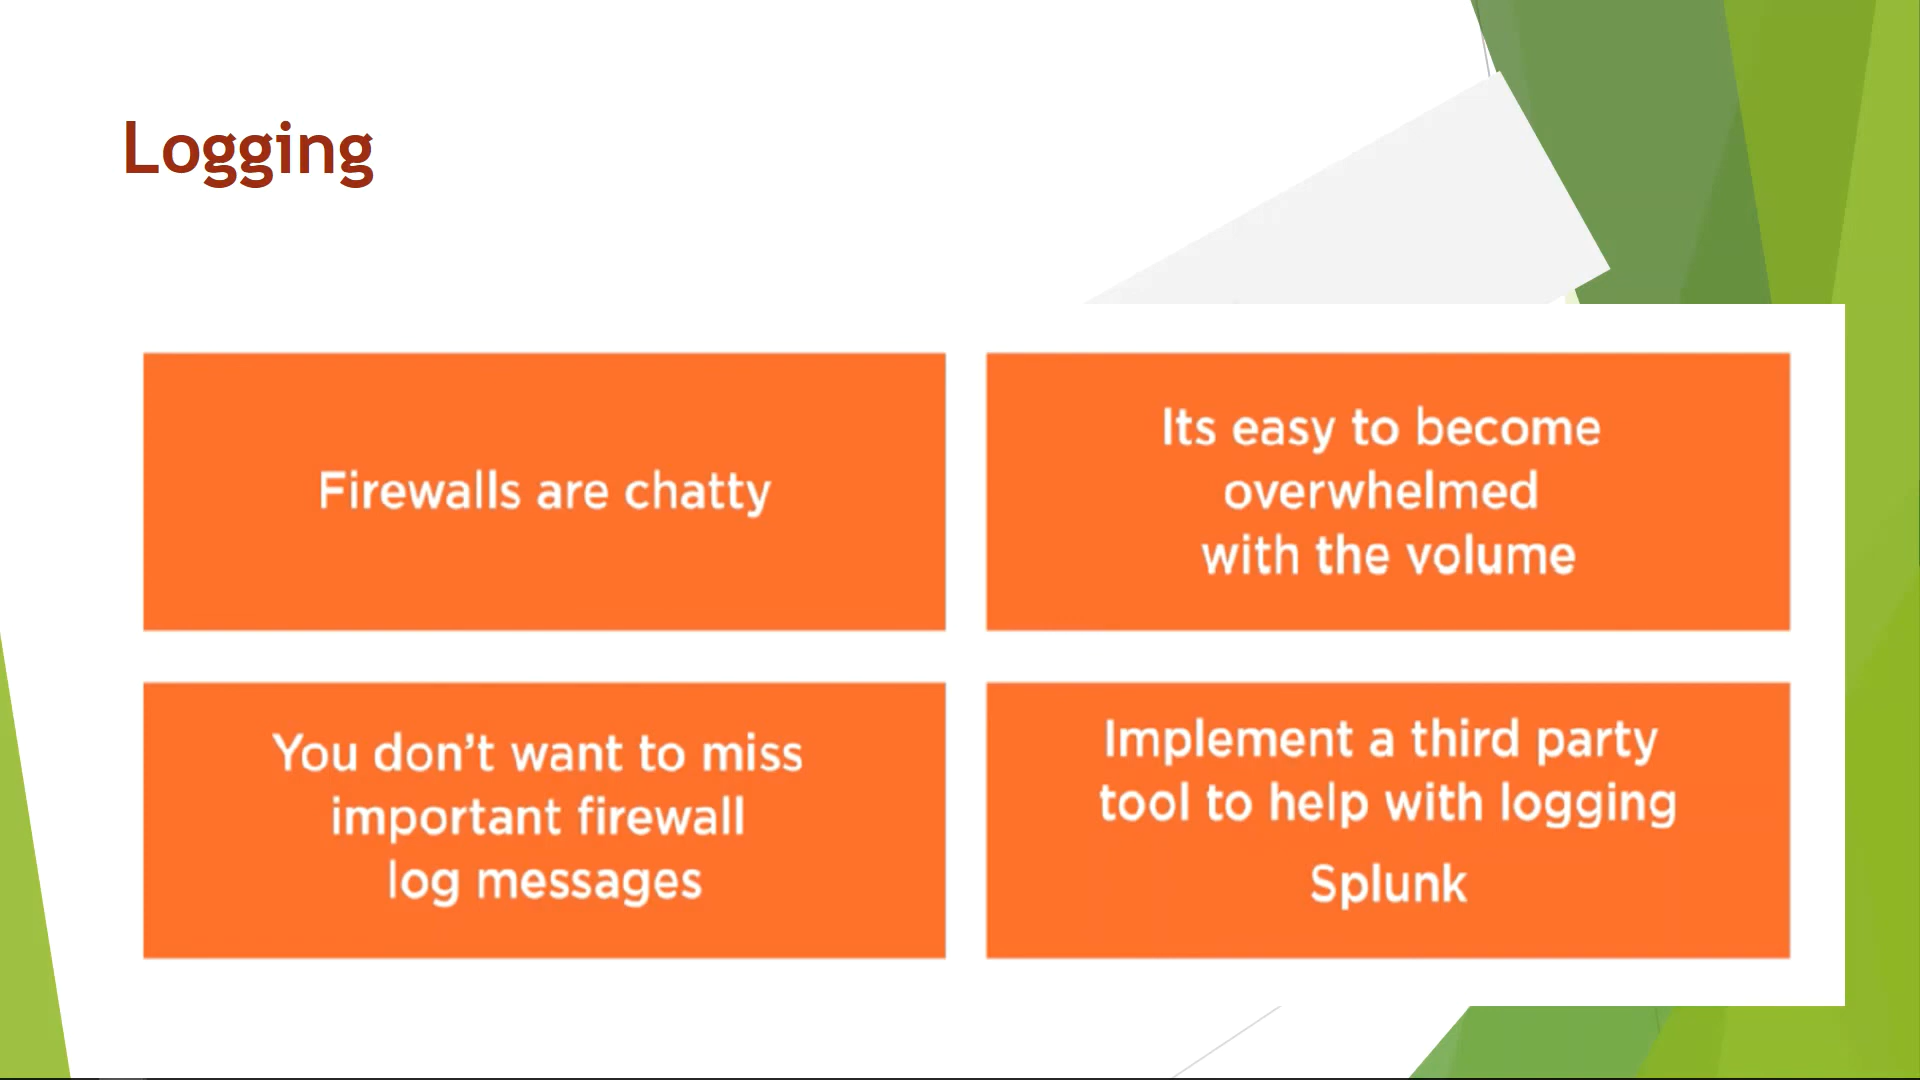 Logging
Firewalls are chatty
Its easy to become
overwhelmed
with the volume
You don’t want to miss
important firewall
log messages
Implement a third party
tool to help with logging
Splunk